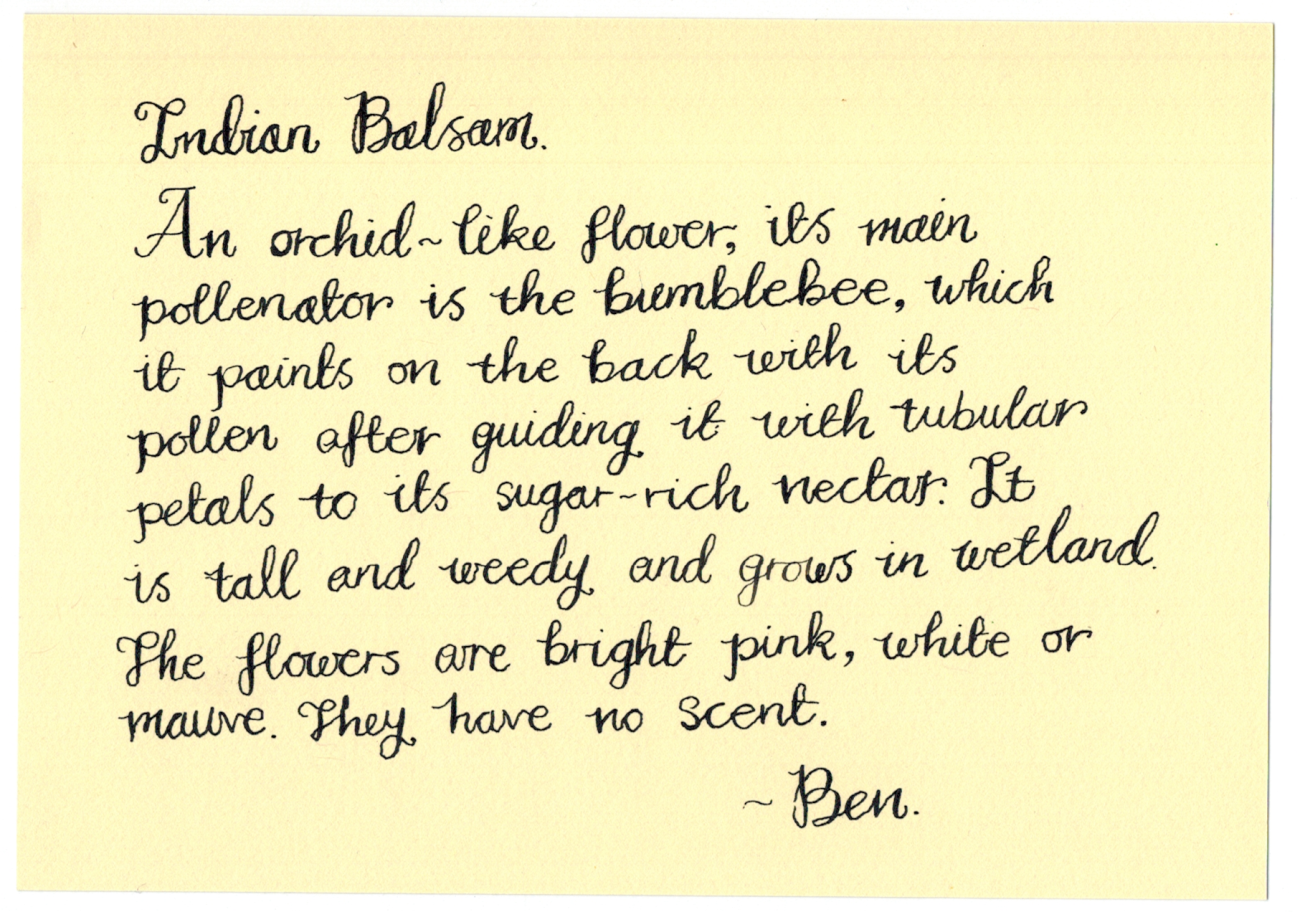 Indian Balsam.
An orchid~like flower, its main
pollenator is the bumblebee, which
it paints on the back with its
pollen after guiding it with tubular
petals to its sugar~rich nectar. It
is tall and weedy and grows in wetland.
The flowers are bright pink, white or
mauve. They have no scent.
~ Ben.